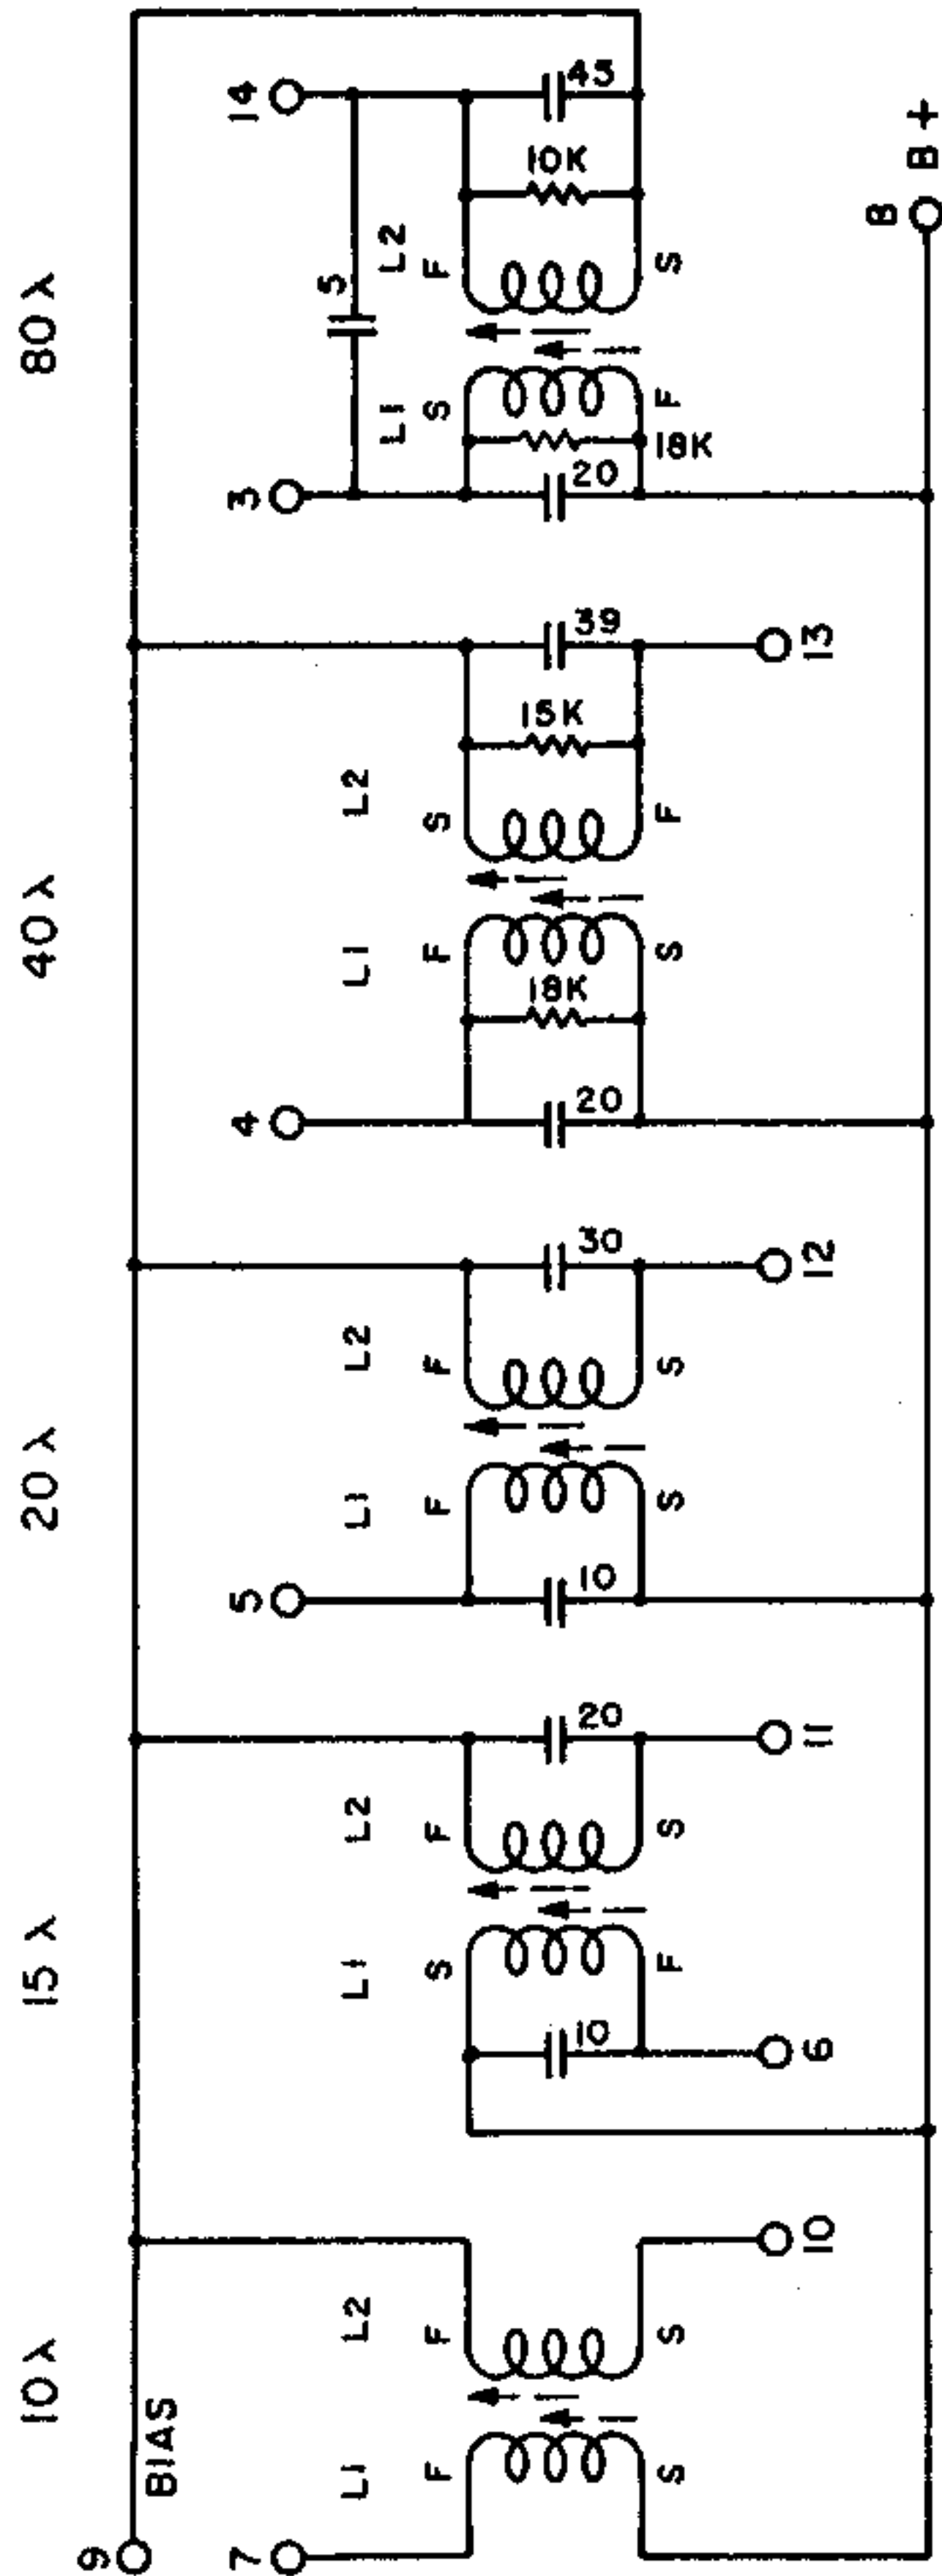 10λ 15λ 20λ 40λ 80λ
9
BIAS
7 5 4 3 14
5
L1 L2 L1 L2 L1 L2 L1 L2 L1 L2
F F S F F F F S S F
18K 15K 10K
10 20 10 30 20 39 20 43
S S F S S S S F F S
18K
10 6 11 12 13
8
B+